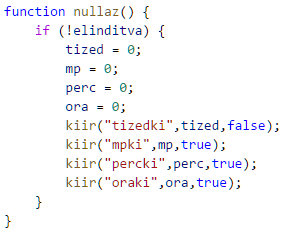 function nullaz() {
    if (!elinditva) {
        tized = 0;
        mp = 0;
        perc = 0;
        ora = 0;
        kiir("tizedki",tized,false);
        kiir("mpki",mp,true);
        kiir("percki",perc,true);
        kiir("oraki",ora,true);
    }
}